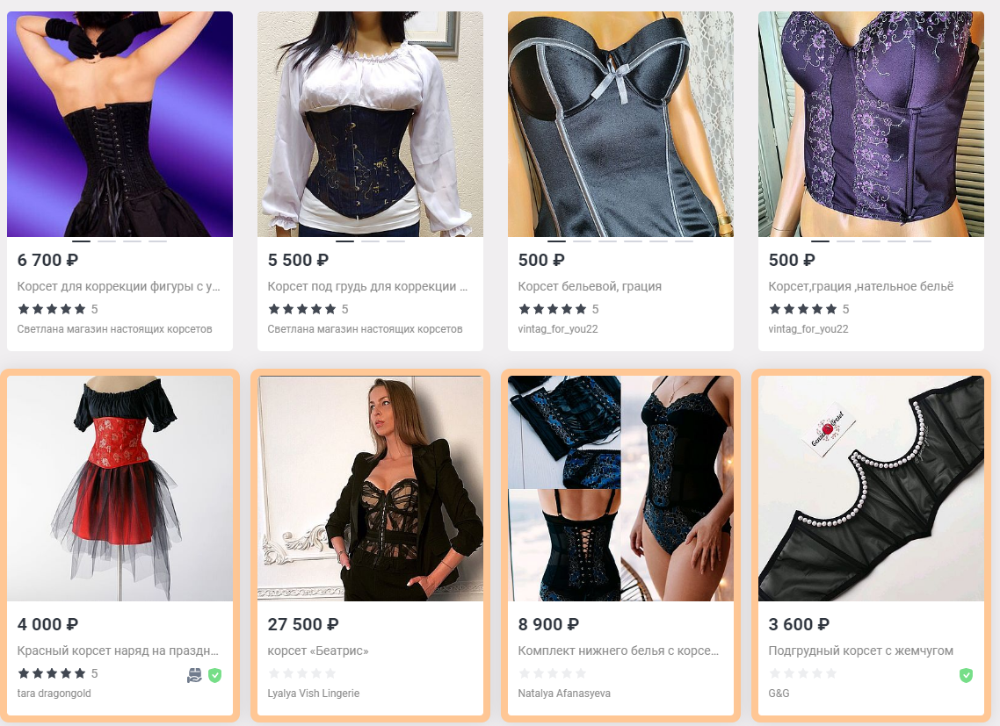 6 700 ₽
Корсет для коррекции фигуры с у...
5
Светлана магазин настоящих корсетов
5 500 ₽
Корсет под грудь для коррекции ...
5
Светлана магазин настоящих корсетов
500 ₽
Корсет бельевой, грация
5
vintag_for_you22
500 ₽
Корсет,грация ,нательное бельё
5
vintag_for_you22
4 000 ₽
Красный корсет наряд на праздн...
5
tara dragongold
27 500 ₽
корсет «Беатрис»
Lyalya Vish Lingerie
8 900 ₽
Комплект нижнего белья с корсе...
Natalya Afanasyeva
3 600 ₽
Подгрудный корсет с жемчугом
G&G